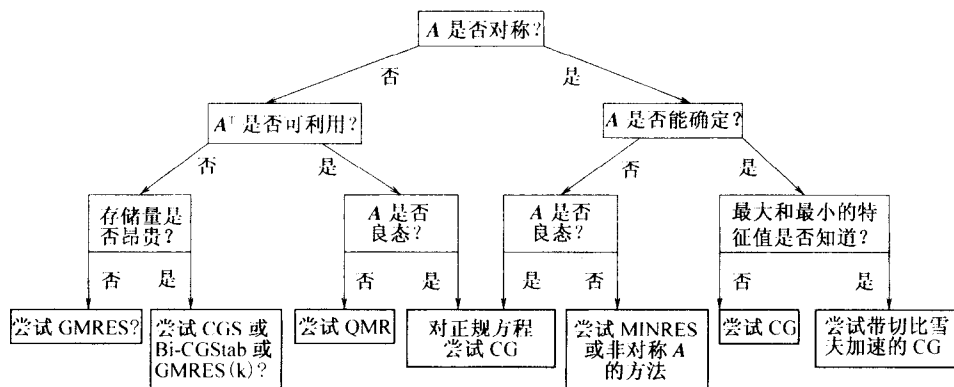 A 是否对称?
否
是
Aᵀ 是否可利用?
A 是否能确定?
否
是
否
是
存储量是
否昂贵?
A 是否
良态?
A 是否
良态?
最大和最小的特
征值是否知道?
否
是
否
是
是
否
否
是
尝试 GMRES?
尝试 CGS 或
Bi-CGStab 或
GMRES(k)?
尝试 QMR
对正规方程
尝试 CG
尝试 MINRES
或非对称 A
的方法
尝试 CG
尝试带切比雪
夫加速的 CG